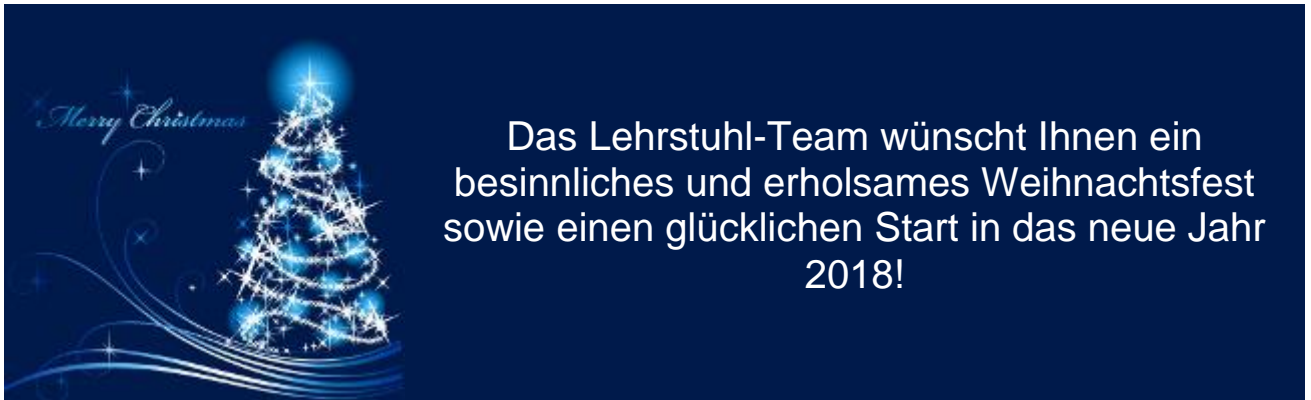 Merry Christmas
Das Lehrstuhl-Team wünscht Ihnen ein
besinnliches und erholsames Weihnachtsfest
sowie einen glücklichen Start in das neue Jahr
2018!